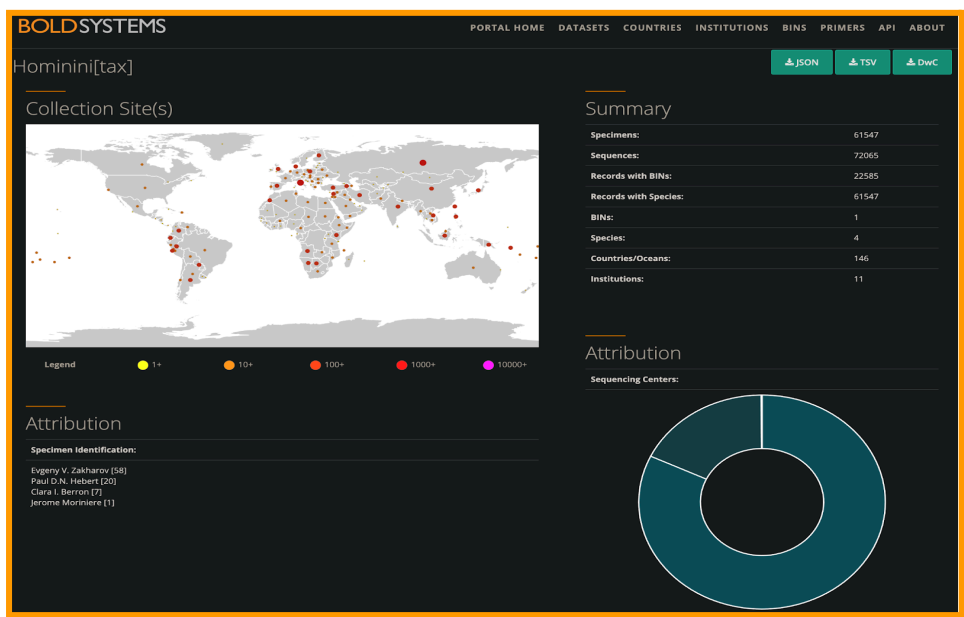 BOLDSYSTEMS
PORTAL HOME DATASETS COUNTRIES INSTITUTIONS BINS PRIMERS API ABOUT
Hominini[tax]
JSON TSV DwC
Collection Site(s)
Legend 1+ 10+ 100+ 1000+ 10000+
Attribution
Specimen Identification:
Evgeny V. Zakharov [58]
Paul D.N. Hebert [20]
Clara I. Berron [7]
Jerome Moriniere [1]
Summary
Specimens: 61547
Sequences: 72065
Records with BINs: 22585
Records with Species: 61547
BINs: 1
Species: 4
Countries/Oceans: 146
Institutions: 11
Attribution
Sequencing Centers: